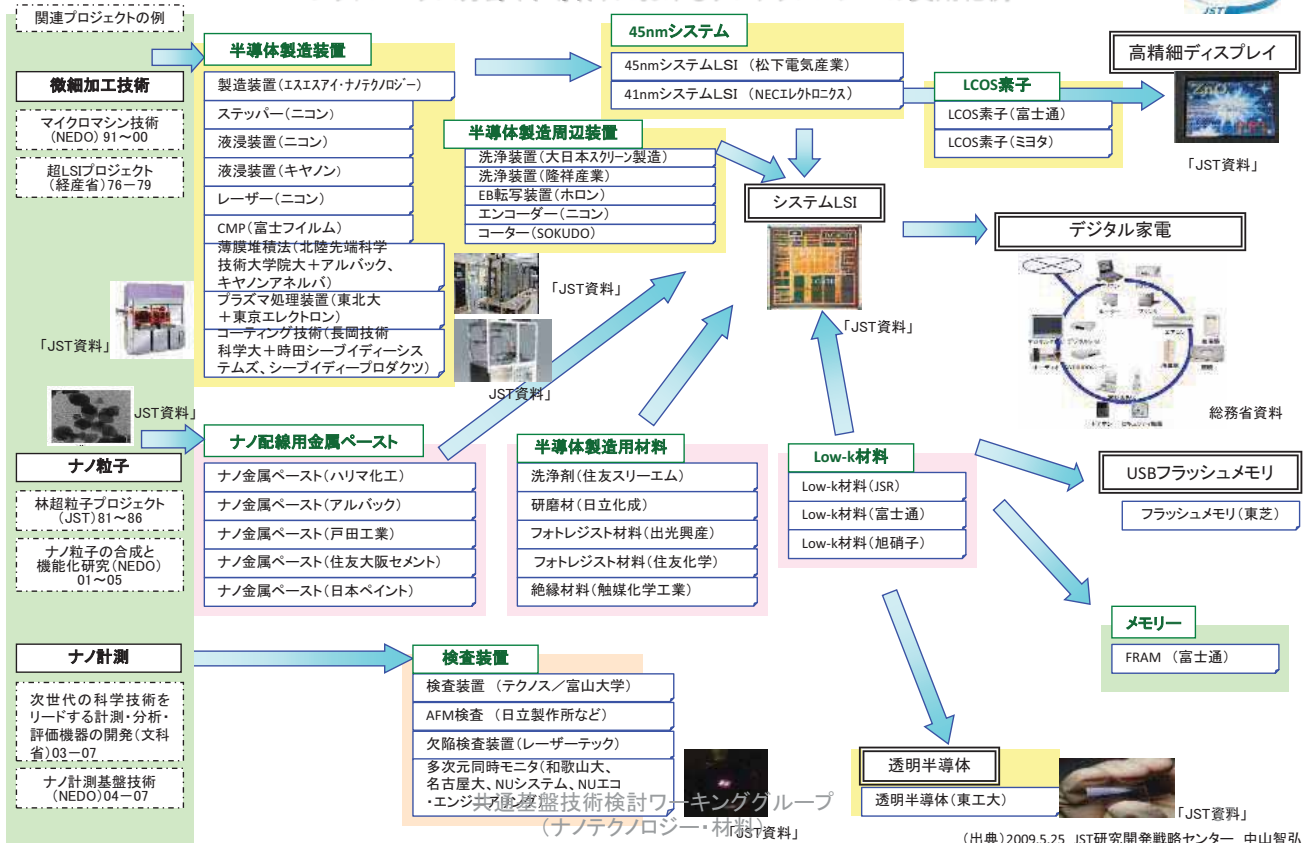 関連プロジェクトの例
微細加工技術
マイクロマシン技術
(NEDO) 91～00
超LSIプロジェクト
(経産省)76－79
「JST資料」
JST資料」
ナノ粒子
林超粒子プロジェクト
(JST)81～86
ナノ粒子の合成と
機能化研究(NEDO)
01～05
ナノ計測
次世代の科学技術を
リードする計測・分析・
評価機器の開発(文科
省)03－07
ナノ計測基盤技術
(NEDO)04－07
半導体製造装置
製造装置(エスエスアイ・ナノテクノロジー)
ステッパー(ニコン)
液浸装置(ニコン)
液浸装置(キヤノン)
レーザー(ニコン)
CMP(富士フイルム)
薄膜堆積法(北陸先端科学
技術大学院大＋アルバック、
キヤノンアネルバ)
プラズマ処理装置(東北大
＋東京エレクトロン)
コーティング技術(長岡技術
科学大＋時田シーブイディーシス
テムズ、シーブイディープロダクツ)
45nmシステム
45nmシステムLSI (松下電気産業)
41nmシステムLSI (NECエレクトロニクス)
半導体製造周辺装置
洗浄装置(大日本スクリーン製造)
洗浄装置(隆祥産業)
EB転写装置(ホロン)
エンコーダー(ニコン)
コーター(SOKUDO)
「JST資料」
JST資料」
LCOS素子
LCOS素子(富士通)
LCOS素子(ミヨタ)
高精細ディスプレイ
ZnO
「JST資料」
JST
システムLSI
「JST資料」
デジタル家電
総務省資料
ナノ配線用金属ペースト
ナノ金属ペースト(ハリマ化工)
ナノ金属ペースト(アルバック)
ナノ金属ペースト(戸田工業)
ナノ金属ペースト(住友大阪セメント)
ナノ金属ペースト(日本ペイント)
半導体製造用材料
洗浄剤(住友スリーエム)
研磨材(日立化成)
フォトレジスト材料(出光興産)
フォトレジスト材料(住友化学)
絶縁材料(触媒化学工業)
Low-k材料
Low-k材料(JSR)
Low-k材料(富士通)
Low-k材料(旭硝子)
USBフラッシュメモリ
フラッシュメモリ(東芝)
メモリー
FRAM (富士通)
検査装置
検査装置 (テクノス／富山大学)
AFM検査 (日立製作所など)
欠陥検査装置(レーザーテック)
多次元同時モニタ(和歌山大、
名古屋大、NUシステム、NUエコ
・エンジニアリング)
「JST資料」
透明半導体
透明半導体(東工大)
「JST資料」
共通基盤技術検討ワーキンググループ
(ナノテクノロジー・材料)
(出典)2009.5.25 JST研究開発戦略センター 中山智弘